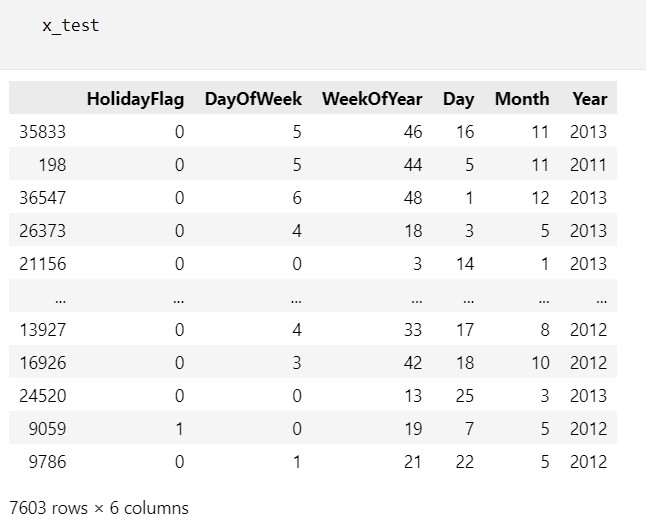 x_test
HolidayFlag DayOfWeek WeekOfYear Day Month Year
35833 0 5 46 16 11 2013
198 0 5 44 5 11 2011
36547 0 6 48 1 12 2013
26373 0 4 18 3 5 2013
21156 0 0 3 14 1 2013
... ... ... ... ... ... ...
13927 0 4 33 17 8 2012
16926 0 3 42 18 10 2012
24520 0 0 13 25 3 2013
9059 1 0 19 7 5 2012
9786 0 1 21 22 5 2012
7603 rows × 6 columns